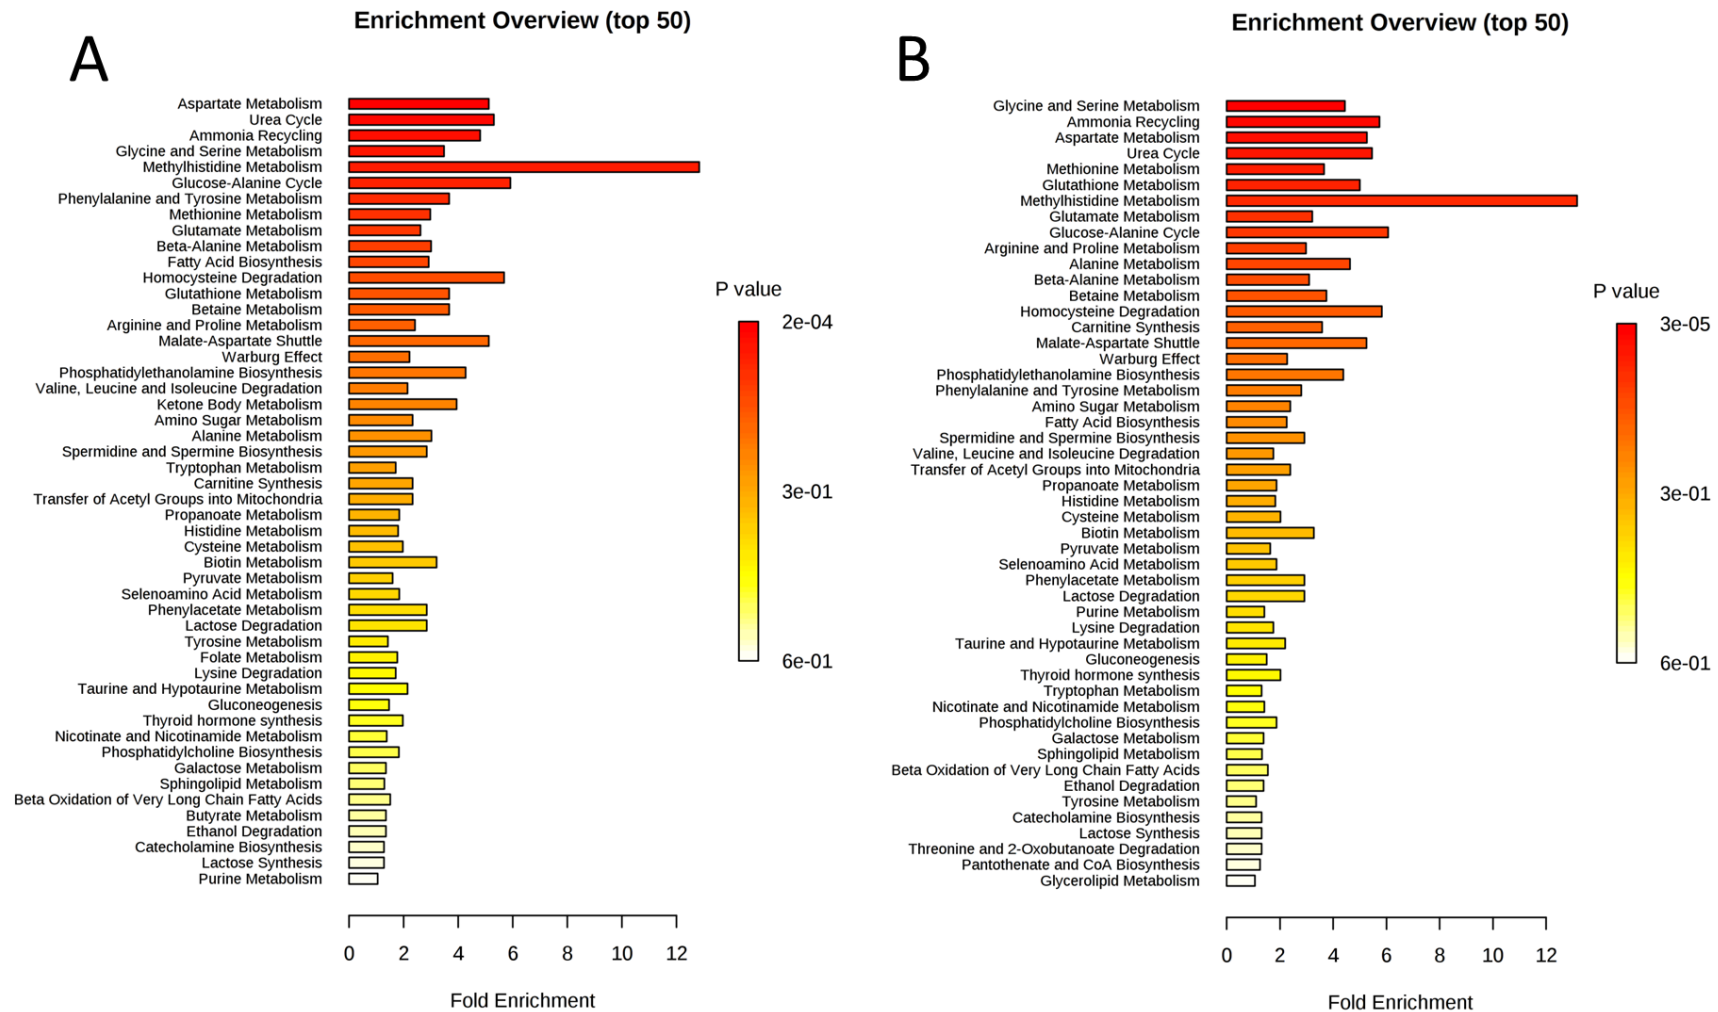 A
Enrichment Overview (top 50)
Aspartate Metabolism
Urea Cycle
Ammonia Recycling
Glycine and Serine Metabolism
Methylhistidine Metabolism
Glucose-Alanine Cycle
Phenylalanine and Tyrosine Metabolism
Methionine Metabolism
Glutamate Metabolism
Beta-Alanine Metabolism
Fatty Acid Biosynthesis
Homocysteine Degradation
Glutathione Metabolism
Betaine Metabolism
Arginine and Proline Metabolism
Malate-Aspartate Shuttle
Warburg Effect
Phosphatidylethanolamine Biosynthesis
Valine, Leucine and Isoleucine Degradation
Ketone Body Metabolism
Amino Sugar Metabolism
Alanine Metabolism
Spermidine and Spermine Biosynthesis
Tryptophan Metabolism
Carnitine Synthesis
Transfer of Acetyl Groups into Mitochondria
Propanoate Metabolism
Histidine Metabolism
Cysteine Metabolism
Biotin Metabolism
Pyruvate Metabolism
Selenoamino Acid Metabolism
Phenylacetate Metabolism
Lactose Degradation
Tyrosine Metabolism
Folate Metabolism
Lysine Degradation
Taurine and Hypotaurine Metabolism
Gluconeogenesis
Thyroid hormone synthesis
Nicotinate and Nicotinamide Metabolism
Phosphatidylcholine Biosynthesis
Galactose Metabolism
Sphingolipid Metabolism
Beta Oxidation of Very Long Chain Fatty Acids
Butyrate Metabolism
Ethanol Degradation
Catecholamine Biosynthesis
Lactose Synthesis
Purine Metabolism
0 2 4 6 8 10 12
Fold Enrichment
P value
2e-04
3e-01
6e-01
B
Enrichment Overview (top 50)
Glycine and Serine Metabolism
Ammonia Recycling
Aspartate Metabolism
Urea Cycle
Methionine Metabolism
Glutathione Metabolism
Methylhistidine Metabolism
Glutamate Metabolism
Glucose-Alanine Cycle
Arginine and Proline Metabolism
Alanine Metabolism
Beta-Alanine Metabolism
Betaine Metabolism
Homocysteine Degradation
Carnitine Synthesis
Malate-Aspartate Shuttle
Warburg Effect
Phosphatidylethanolamine Biosynthesis
Phenylalanine and Tyrosine Metabolism
Amino Sugar Metabolism
Fatty Acid Biosynthesis
Spermidine and Spermine Biosynthesis
Valine, Leucine and Isoleucine Degradation
Transfer of Acetyl Groups into Mitochondria
Propanoate Metabolism
Histidine Metabolism
Cysteine Metabolism
Biotin Metabolism
Pyruvate Metabolism
Selenoamino Acid Metabolism
Phenylacetate Metabolism
Lactose Degradation
Purine Metabolism
Lysine Degradation
Taurine and Hypotaurine Metabolism
Gluconeogenesis
Thyroid hormone synthesis
Tryptophan Metabolism
Nicotinate and Nicotinamide Metabolism
Phosphatidylcholine Biosynthesis
Galactose Metabolism
Sphingolipid Metabolism
Beta Oxidation of Very Long Chain Fatty Acids
Ethanol Degradation
Tyrosine Metabolism
Catecholamine Biosynthesis
Lactose Synthesis
Threonine and 2-Oxobutanoate Degradation
Pantothenate and CoA Biosynthesis
Glycerolipid Metabolism
0 2 4 6 8 10 12
Fold Enrichment
P value
3e-05
3e-01
6e-01